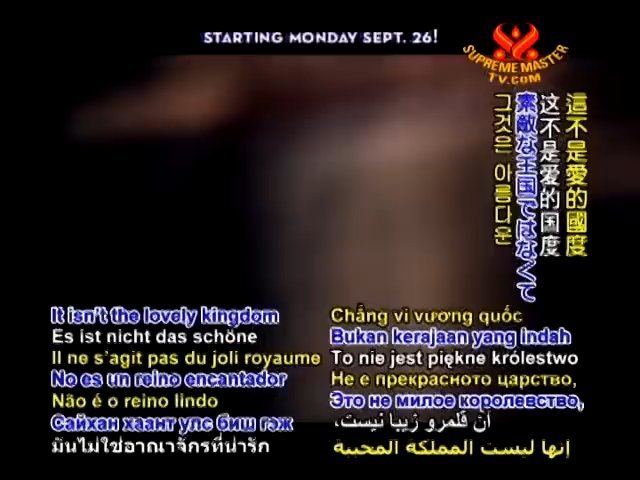 STARTING MONDAY SEPT. 26!
SUPREME MASTER
TV.COM
這不是愛的國度
这不是爱的国度
素敵な王国ではなくて
그것은 아름다운
It isn't the lovely kingdom
Es ist nicht das schöne
Il ne s'agit pas du joli royaume
No es un reino encantador
Não é o reino lindo
Сайхан хаант улс биш гэж
มันไม่ใช่อาณาจักรที่น่ารัก
Chẳng vì vương quốc
Bukan kerajaan yang indah
To nie jest piękne królestwo
Не е прекрасното царство,
Это не милое королевство,
آن قلمرو زیبا نیست،
إنها ليست المملكة المحببة